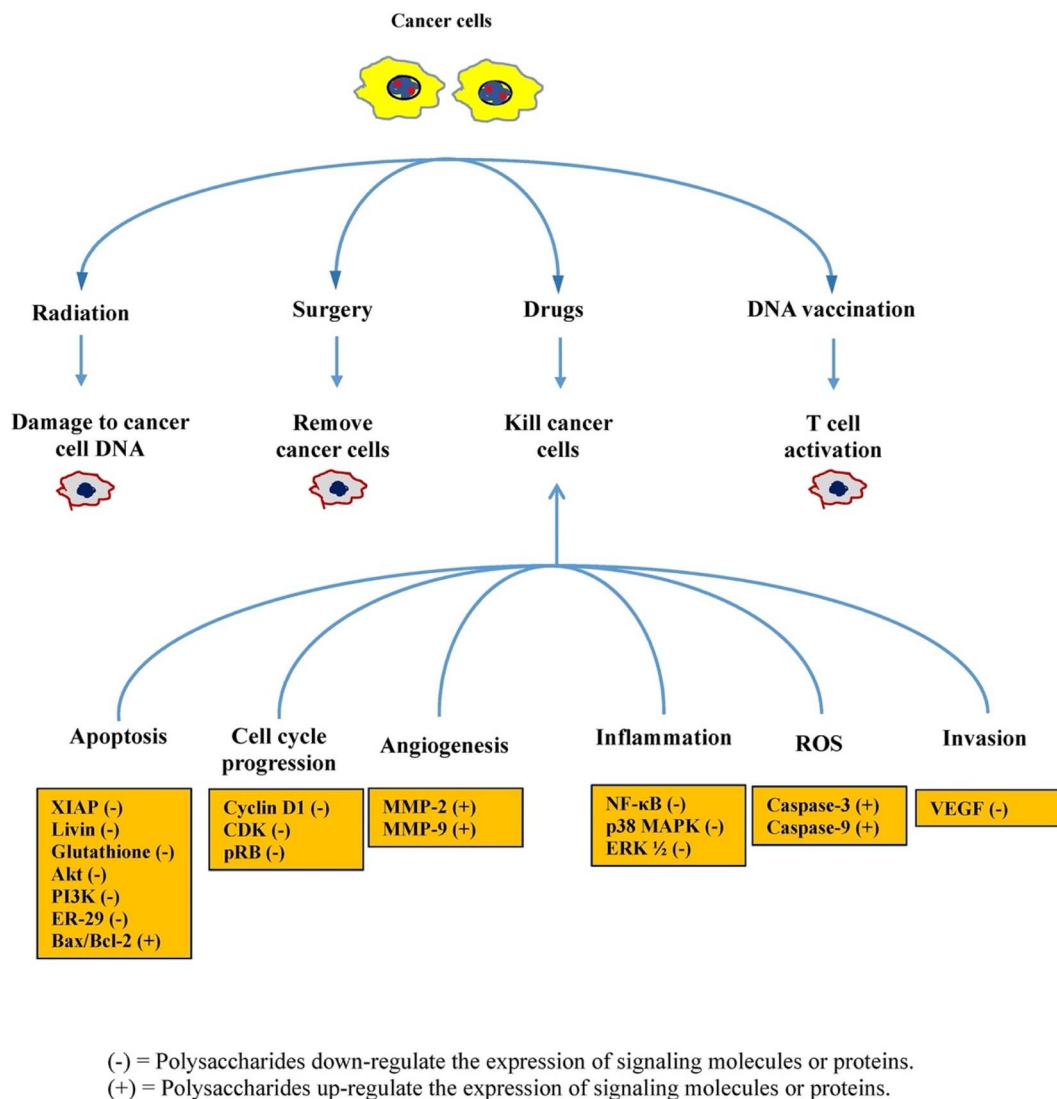 Cancer cells
Radiation
Surgery
Drugs
DNA vaccination
Damage to cancer
cell DNA
Remove
cancer cells
Kill cancer
cells
T cell
activation
Apoptosis
Cell cycle
progression
Angiogenesis
Inflammation
ROS
Invasion
XIAP (-)
Livin (-)
Glutathione (-)
Akt (-)
PI3K (-)
ER-29 (-)
Bax/Bcl-2 (+)
Cyclin D1 (-)
CDK (-)
pRB (-)
MMP-2 (+)
MMP-9 (+)
NF-κB (-)
p38 MAPK (-)
ERK ½ (-)
Caspase-3 (+)
Caspase-9 (+)
VEGF (-)
(-) = Polysaccharides down-regulate the expression of signaling molecules or proteins.
(+) = Polysaccharides up-regulate the expression of signaling molecules or proteins.